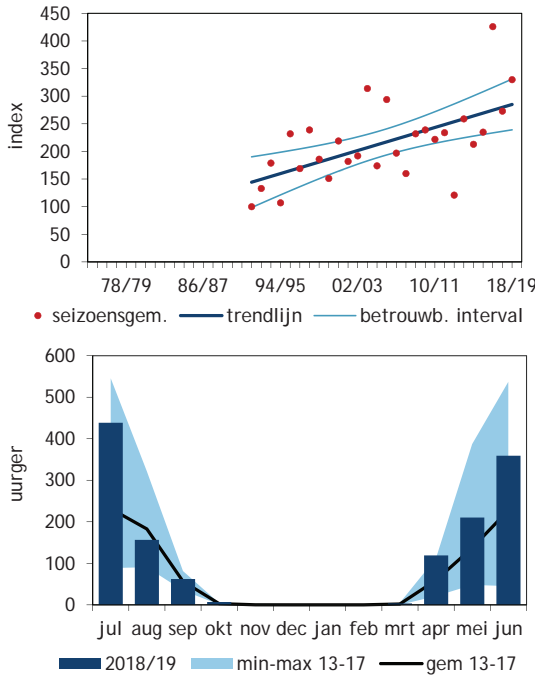 450
400
350
300
250
200
150
100
50
0
index
78/79 86/87 94/95 02/03 10/11 18/19
seizoensgem. trendlijn betrouwb. interval
600
500
400
300
200
100
0
uurger
jul aug sep okt nov dec jan feb mrt apr mei jun
2018/19 min-max 13-17 gem 13-17